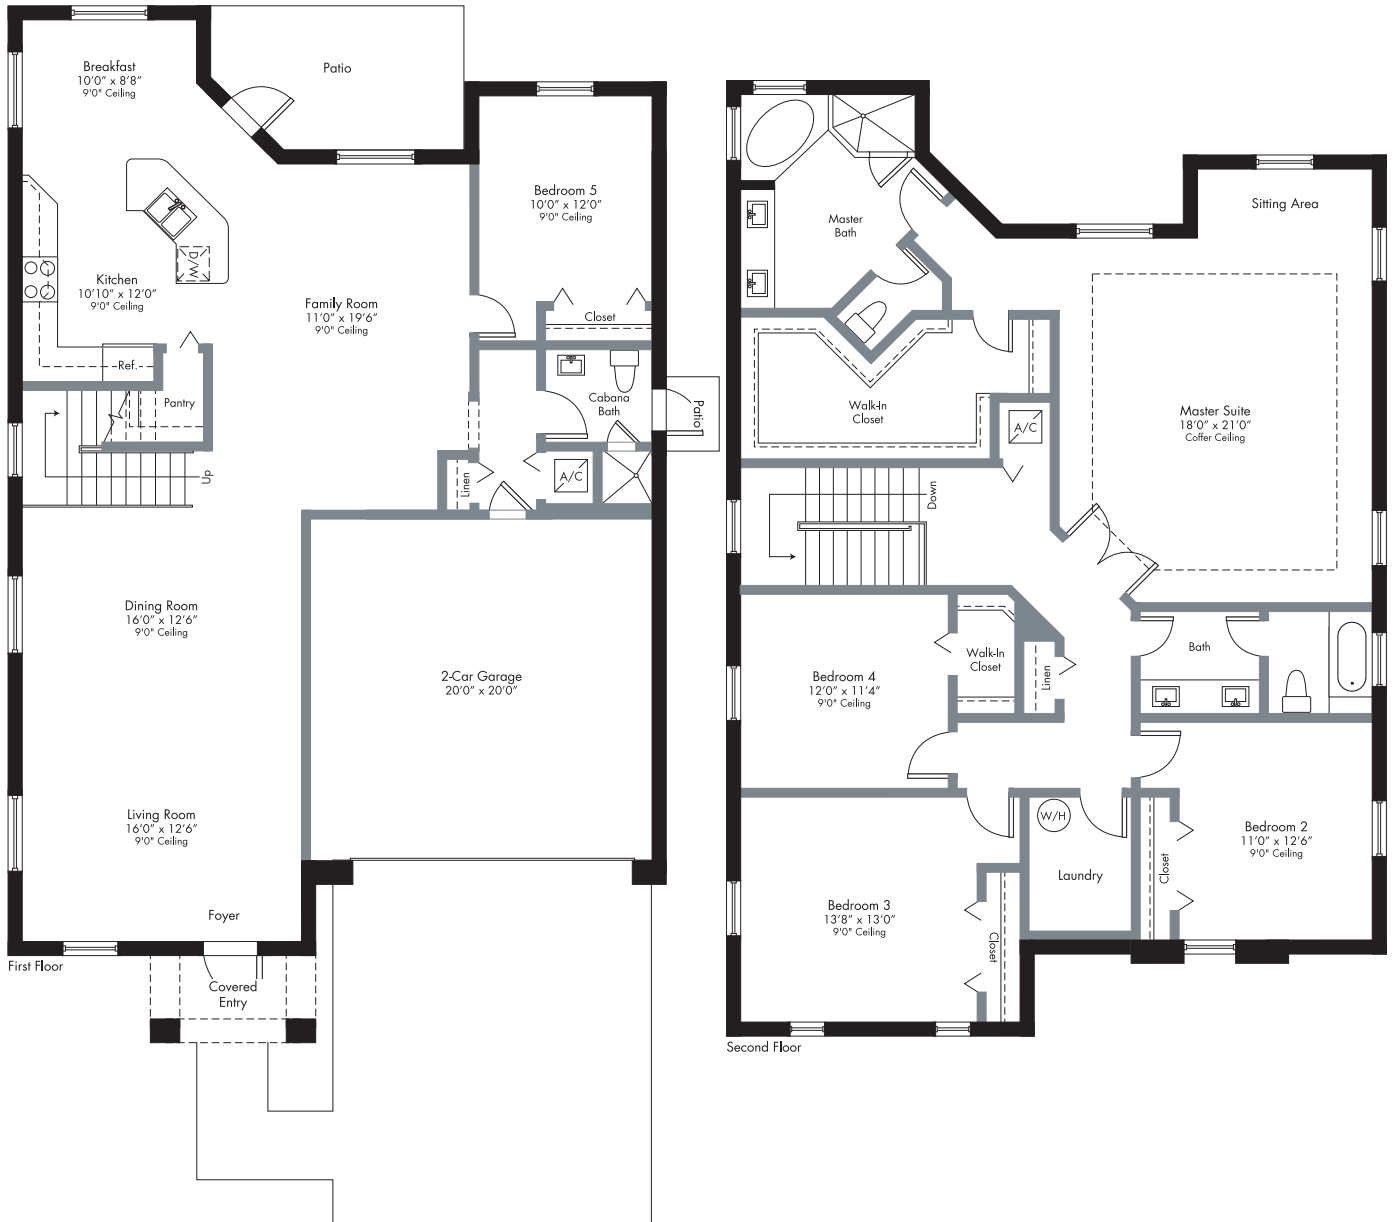 Breakfast
10'0" x 8'8"
9'0" Ceiling
Patio
Bedroom 5
10'0" x 12'0"
9'0" Ceiling
D/W
Kitchen
10'10" x 12'0"
9'0" Ceiling
Family Room
11'0" x 19'6"
9'0" Ceiling
Closet
Ref.
Pantry
Cabana
Bath
Patio
Up
Linen
A/C
Dining Room
16'0" x 12'6"
9'0" Ceiling
2-Car Garage
20'0" x 20'0"
Living Room
16'0" x 12'6"
9'0" Ceiling
Foyer
First Floor
Covered
Entry
Sitting Area
Master
Bath
Walk-In
Closet
A/C
Master Suite
18'0" x 21'0"
Coffer Ceiling
Down
Bath
Walk-In
Closet
Linen
Bedroom 4
12'0" x 11'4"
9'0" Ceiling
W/H
Laundry
Closet
Bedroom 2
11'0" x 12'6"
9'0" Ceiling
Bedroom 3
13'8" x 13'0"
9'0" Ceiling
Closet
Second Floor